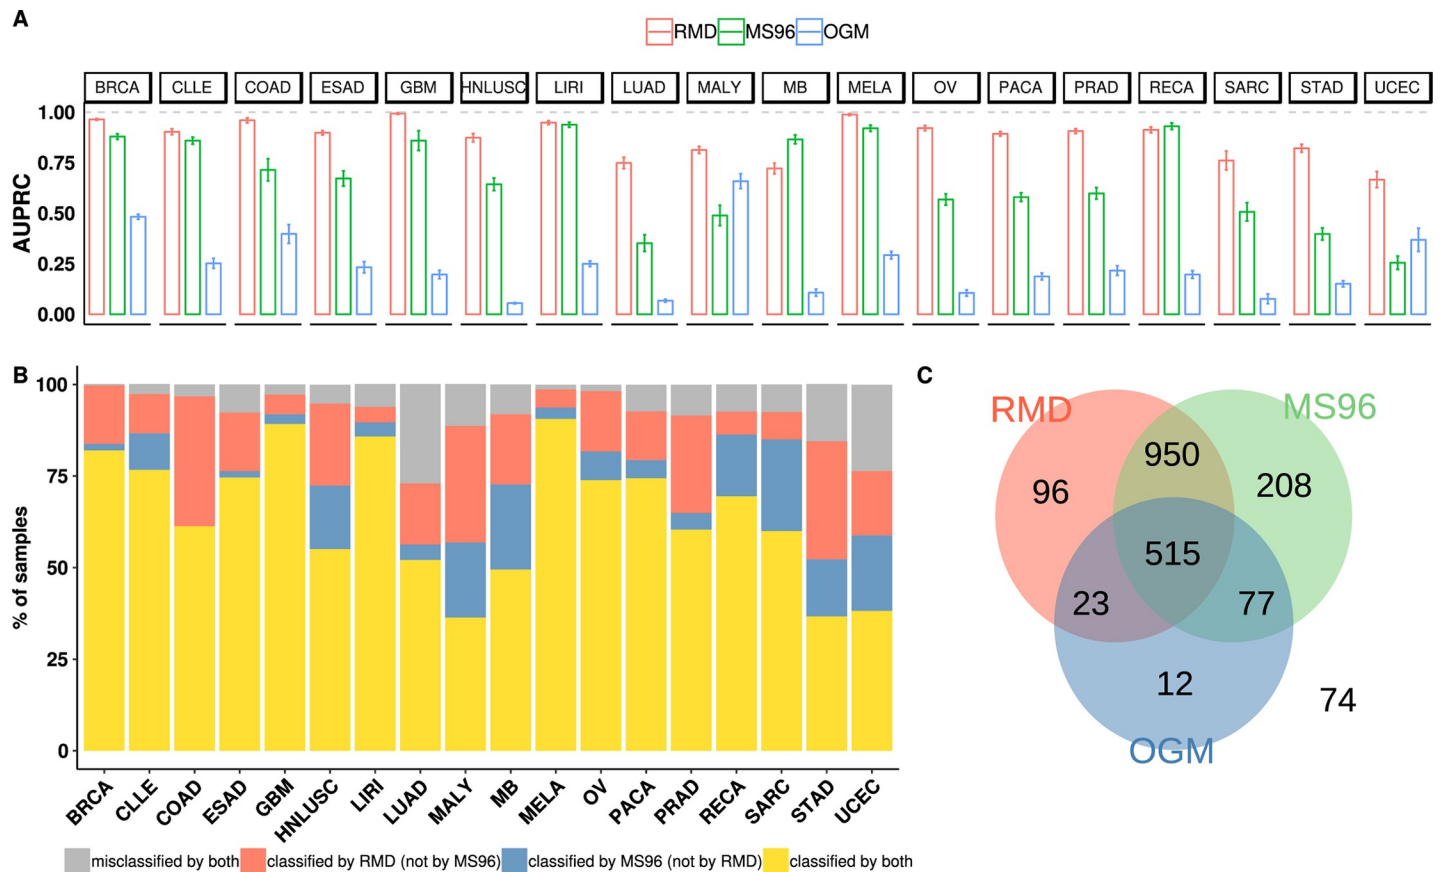 A
RMD MS96 OGM
BRCA CLLE COAD ESAD GBM HNLUSC LIRI LUAD MALY MB MELA OV PACA PRAD RECA SARC STAD UCEC
AUPRC
1.00
0.75
0.50
0.25
0.00
B
% of samples
100
75
50
25
0
BRCA CLLE COAD ESAD GBM HNLUSC LIRI LUAD MALY MB MELA OV PACA PRAD RECA SARC STAD UCEC
misclassified by both classified by RMD (not by MS96) classified by MS96 (not by RMD) classified by both
C
RMD MS96
950
96 208
515
23 77
12
74
OGM